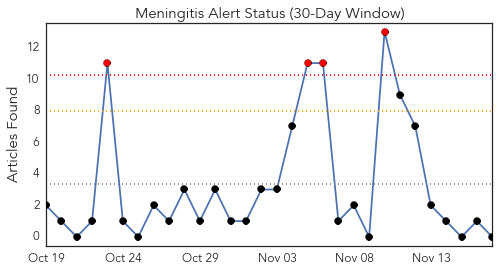 Meningitis Alert Status (30-Day Window)
Articles Found
12
10
8
6
4
2
0
Oct 19 Oct 24 Oct 29 Nov 03 Nov 08 Nov 13